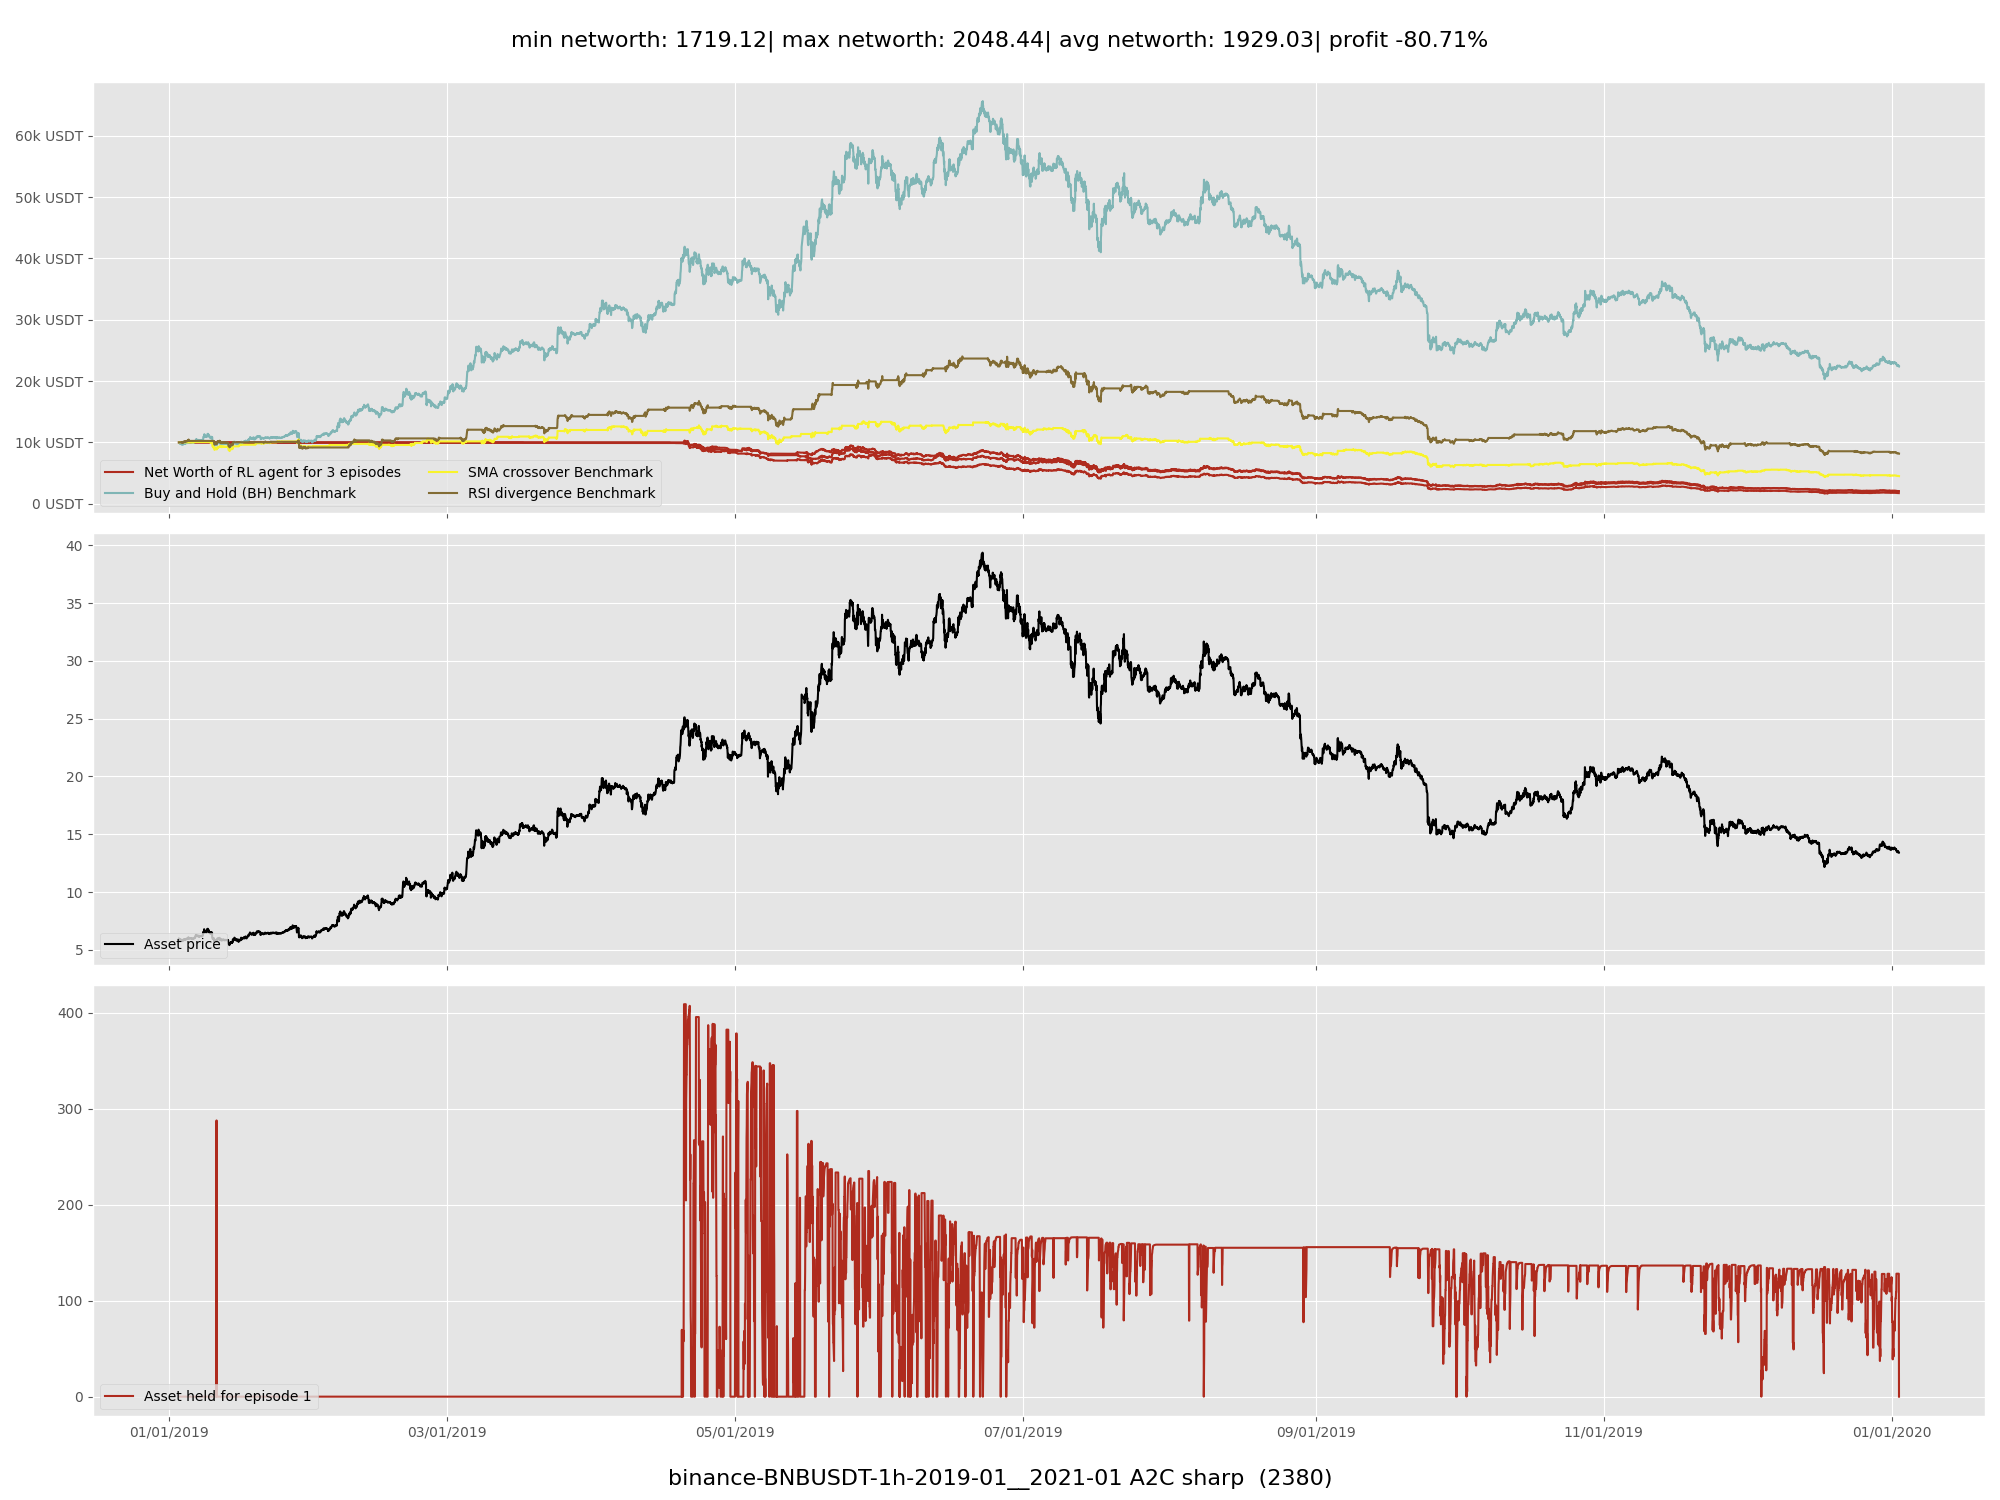 min networth: 1719.12| max networth: 2048.44| avg networth: 1929.03| profit -80.71%
60k USDT
50k USDT
40k USDT
30k USDT
20k USDT
10k USDT
0 USDT
Net Worth of RL agent for 3 episodes
Buy and Hold (BH) Benchmark
SMA crossover Benchmark
RSI divergence Benchmark
40
35
30
25
20
15
10
5
Asset price
400
300
200
100
0
Asset held for episode 1
01/01/2019 03/01/2019 05/01/2019 07/01/2019 09/01/2019 11/01/2019 01/01/2020
binance-BNBUSDT-1h-2019-01__2021-01 A2C sharp (2380)